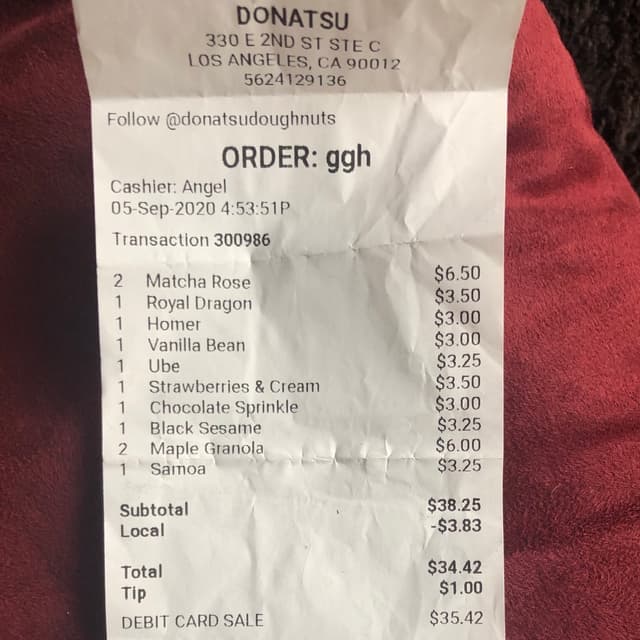 DONATSU
330 E 2ND ST STE C
LOS ANGELES, CA 90012
5624129136
Follow @donatsudoughnuts
ORDER: ggh
Cashier: Angel
05-Sep-2020 4:53:51P
Transaction 300986
2 Matcha Rose $6.50
1 Royal Dragon $3.50
1 Homer $3.00
1 Vanilla Bean $3.00
1 Ube $3.25
1 Strawberries & Cream $3.50
1 Chocolate Sprinkle $3.00
1 Black Sesame $3.25
2 Maple Granola $6.00
1 Samoa $3.25
Subtotal $38.25
Local -$3.83
Total $34.42
Tip $1.00
DEBIT CARD SALE $35.42